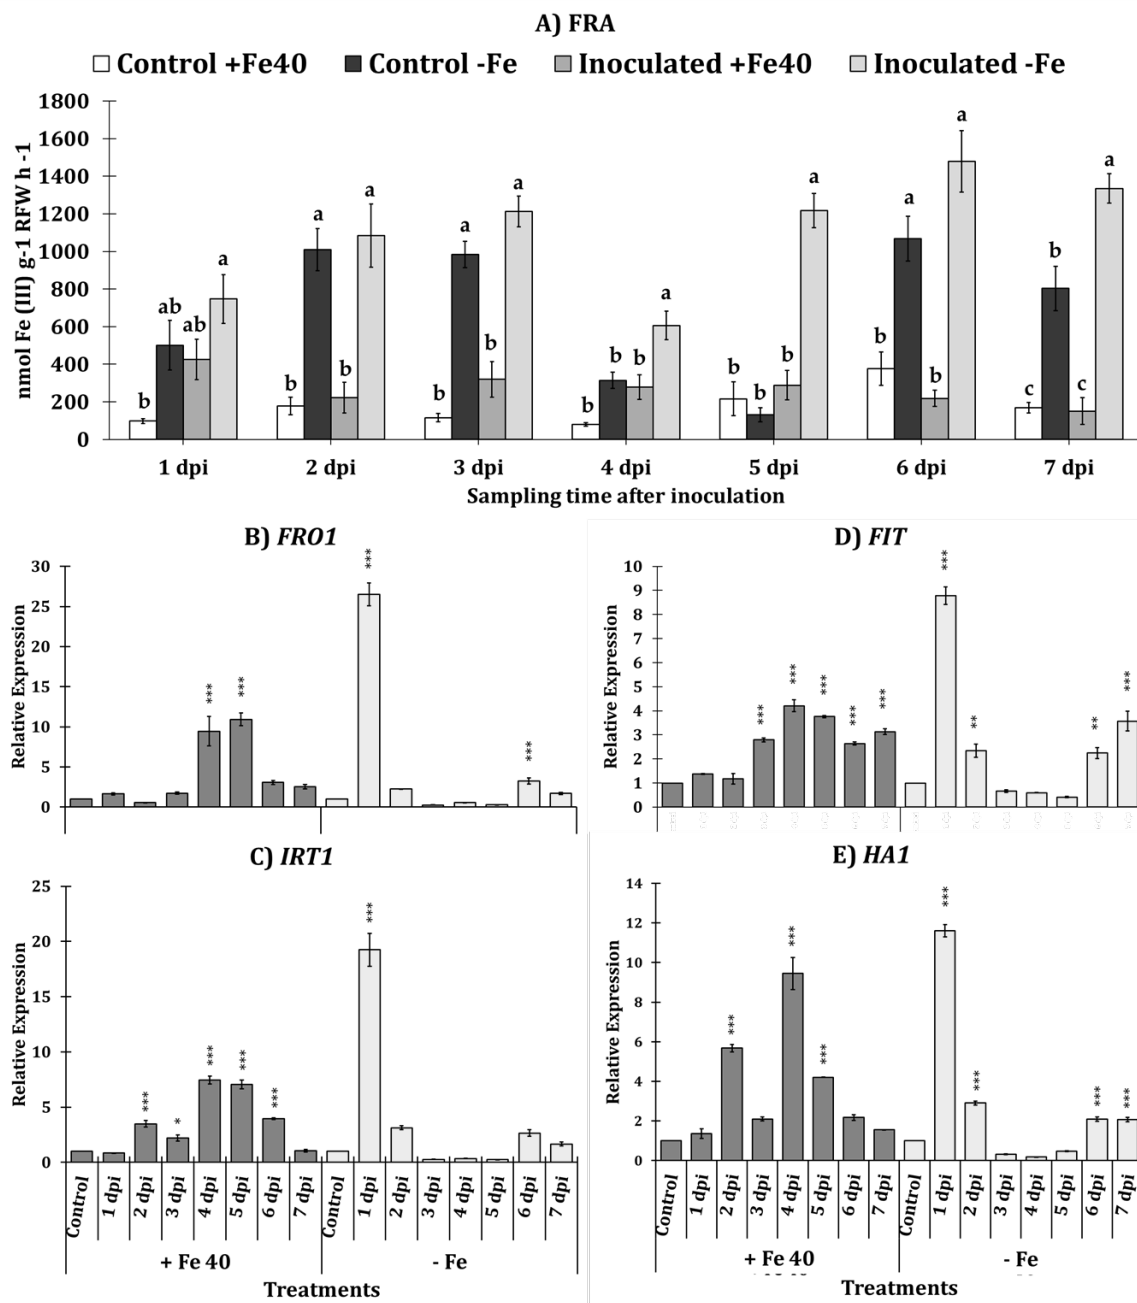 A) FRA
Control +Fe40 Control -Fe Inoculated +Fe40 Inoculated -Fe
nmol Fe (III) g-1 RFW h -1
1800
1600
1400
1200
1000
800
600
400
200
0
b ab ab a
b a b a
b a b a
b b b a
b b b a
b a b a
c b c a
1 dpi 2 dpi 3 dpi 4 dpi 5 dpi 6 dpi 7 dpi
Sampling time after inoculation
B) FRO1
Relative Expression
30
25
20
15
10
5
0
*** *** *** ***
D) FIT
Relative Expression
10
9
8
7
6
5
4
3
2
1
0
*** *** *** *** *** *** ** ** ***
C) IRT1
Relative Expression
25
20
15
10
5
0
*** * *** *** *** ***
Control 1 dpi 2 dpi 3 dpi 4 dpi 5 dpi 6 dpi 7 dpi Control 1 dpi 2 dpi 3 dpi 4 dpi 5 dpi 6 dpi 7 dpi
+ Fe 40 - Fe
Treatments
E) HA1
Relative Expression
14
12
10
8
6
4
2
0
*** *** *** *** *** *** ***
Control 1 dpi 2 dpi 3 dpi 4 dpi 5 dpi 6 dpi 7 dpi Control 1 dpi 2 dpi 3 dpi 4 dpi 5 dpi 6 dpi 7 dpi
+ Fe 40 - Fe
Treatments